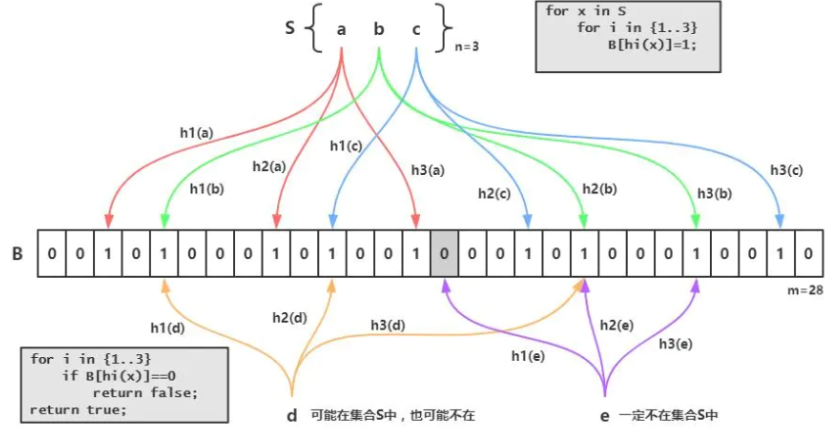 S { a b c } n=3
for x in S
    for i in {1..3}
        B[hi(x)]=1;
h1(a)
h1(b)
h2(a)
h1(c)
h3(a)
h2(c)
h2(b)
h3(b)
h3(c)
B 0 0 1 0 1 0 0 0 1 0 1 0 0 1 0 0 0 1 0 1 0 0 0 1 0 0 1 0
m=28
h1(d)
h2(d)
h3(d)
h1(e)
h2(e)
h3(e)
for i in {1..3}
    if B[hi(x)]==0
        return false;
return true;
d 可能在集合S中，也可能不在
e 一定不在集合S中